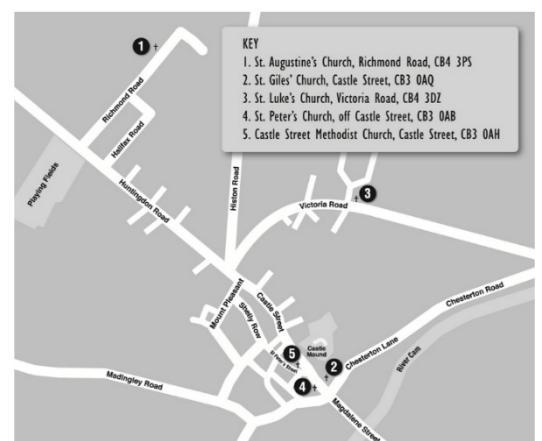 KEY
1. St. Augustine's Church, Richmond Road, CB4 3PS
2. St. Giles' Church, Castle Street, CB3 0AQ
3. St. Luke's Church, Victoria Road, CB4 3DZ
4. St. Peter's Church, off Castle Street, CB3 0AB
5. Castle Street Methodist Church, Castle Street, CB3 0AH
1
Richmond Road
Halifax Road
Playing Fields
Huntingdon Road
Histon Road
3
Victoria Road
Mount Pleasant
Shelly Row
Castle Street
Chesterton Road
Chesterton Lane
River Cam
Castle
Mound
5
St Peter's Street
2
4
Madingley Road
Magdalene Street